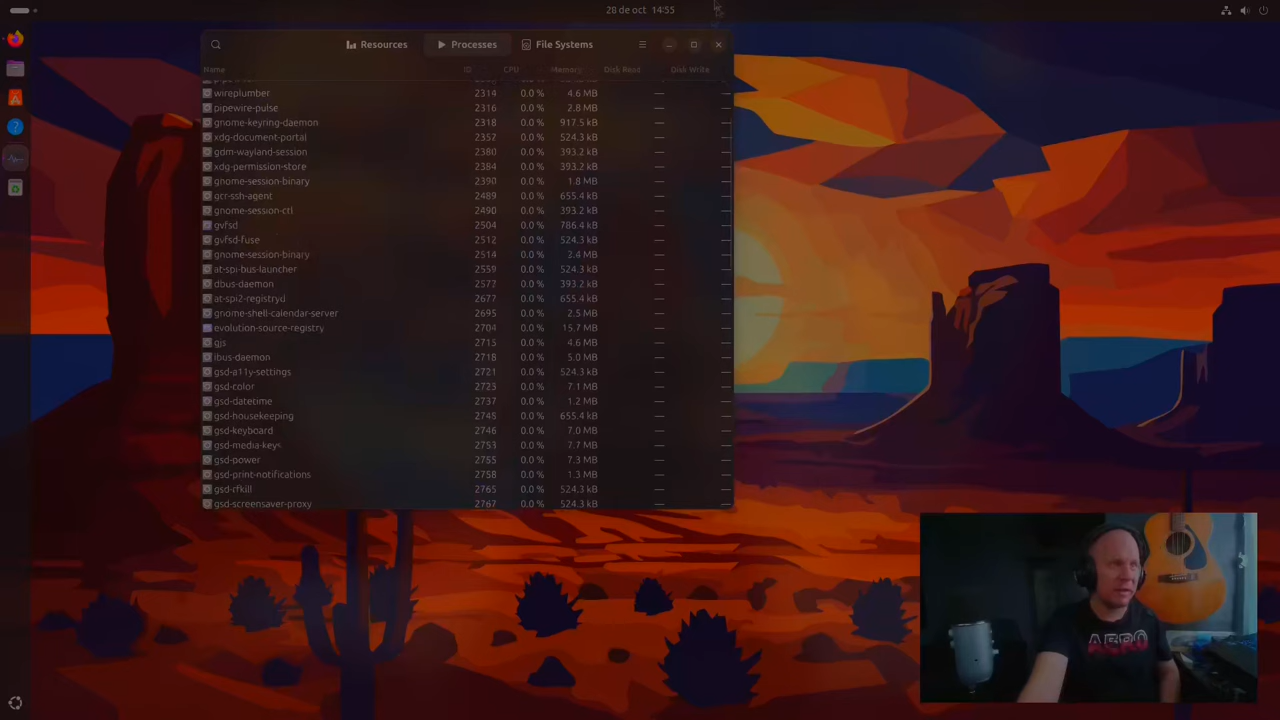 28 de oct 14:55
Resources Processes File Systems
Name ID CPU Memory Disk Read Disk Write
wireplumber 2314 0.0 % 4.6 MB — —
pipewire-pulse 2316 0.0 % 2.8 MB — —
gnome-keyring-daemon 2318 0.0 % 917.5 kB — —
xdg-document-portal 2357 0.0 % 524.3 kB — —
gdm-wayland-session 2380 0.0 % 393.2 kB — —
xdg-permission-store 2384 0.0 % 393.2 kB — —
gnome-session-binary 2390 0.0 % 1.8 MB — —
gcr-ssh-agent 2489 0.0 % 655.4 kB — —
gnome-session-ctl 2490 0.0 % 393.2 kB — —
gvfsd 2504 0.0 % 786.4 kB — —
gvfsd-fuse 2512 0.0 % 524.3 kB — —
gnome-session-binary 2514 0.0 % 2.4 MB — —
at-spi-bus-launcher 2559 0.0 % 524.3 kB — —
dbus-daemon 2577 0.0 % 393.2 kB — —
at-spi2-registryd 2677 0.0 % 655.4 kB — —
gnome-shell-calendar-server 2695 0.0 % 2.5 MB — —
evolution-source-registry 2704 0.0 % 15.7 MB — —
gjs 2715 0.0 % 4.6 MB — —
ibus-daemon 2718 0.0 % 5.0 MB — —
gsd-a11y-settings 2721 0.0 % 524.3 kB — —
gsd-color 2723 0.0 % 7.1 MB — —
gsd-datetime 2737 0.0 % 1.2 MB — —
gsd-housekeeping 2745 0.0 % 655.4 kB — —
gsd-keyboard 2746 0.0 % 7.0 MB — —
gsd-media-keys 2753 0.0 % 7.7 MB — —
gsd-power 2755 0.0 % 7.3 MB — —
gsd-print-notifications 2758 0.0 % 1.3 MB — —
gsd-rfkill 2765 0.0 % 524.3 kB — —
gsd-screensaver-proxy 2767 0.0 % 524.3 kB — —